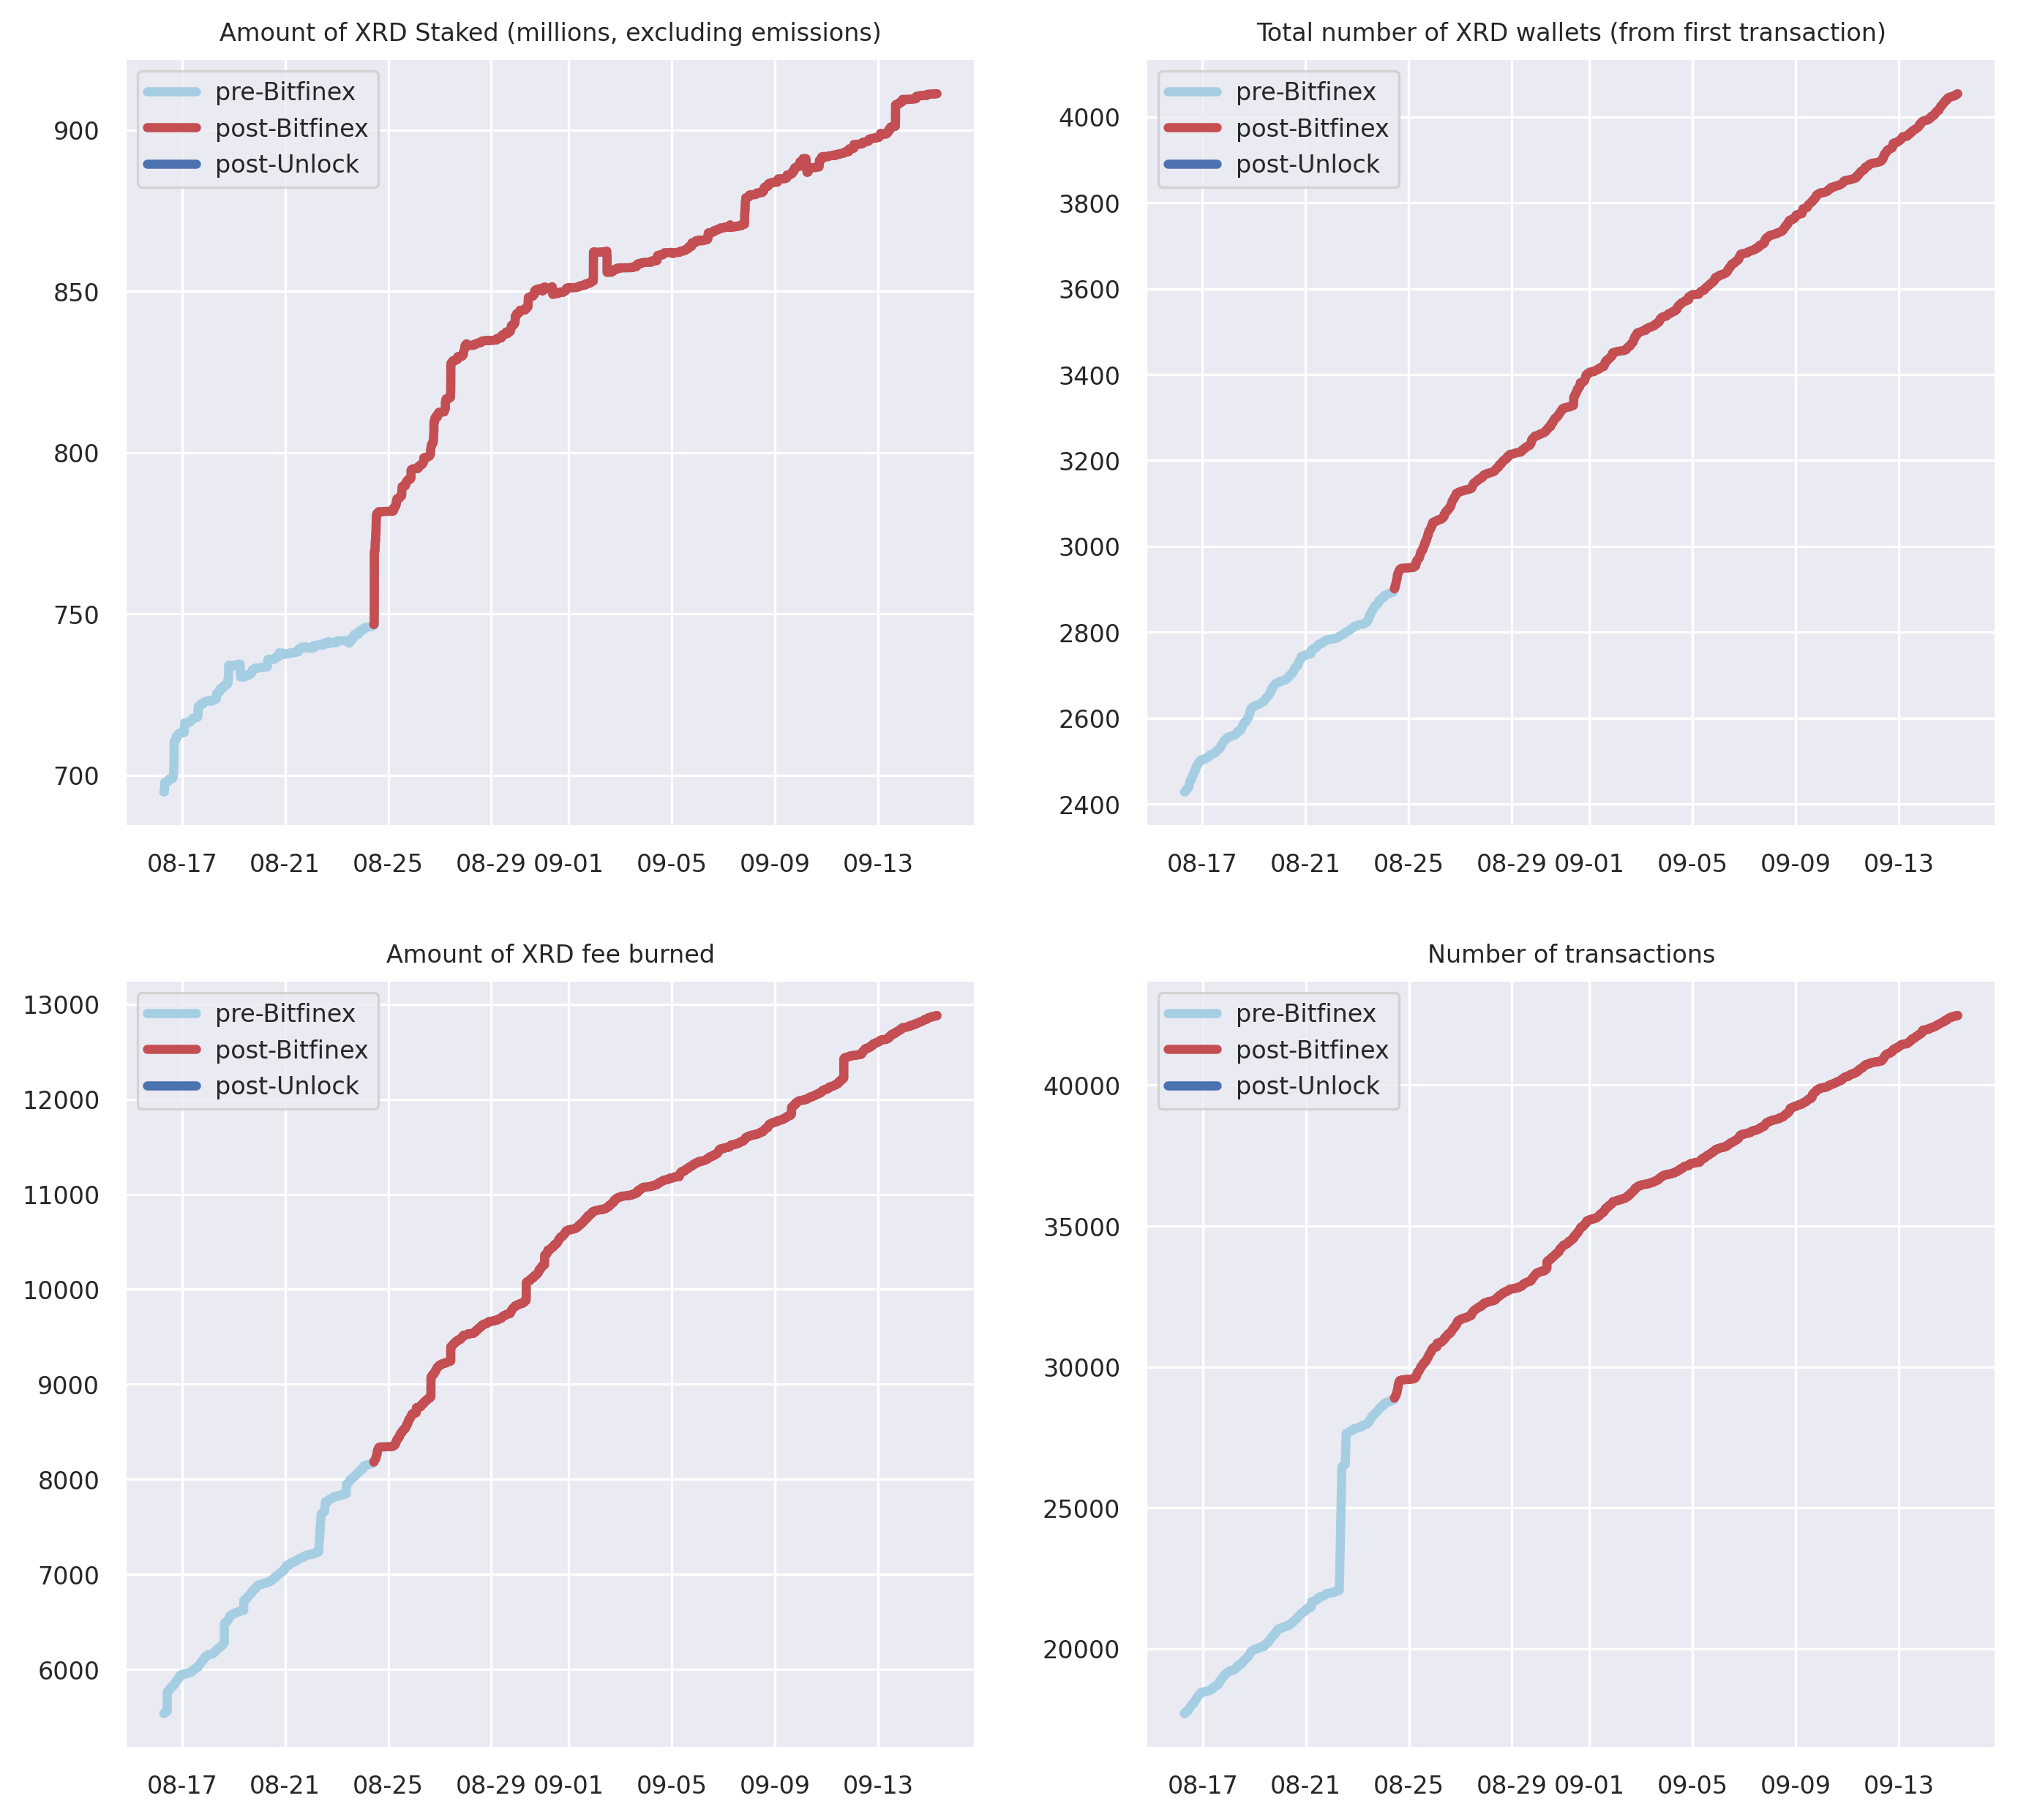 Amount of XRD Staked (millions, excluding emissions)
pre-Bitfinex
post-Bitfinex
post-Unlock
900
850
800
750
700
08-17 08-21 08-25 08-29 09-01 09-05 09-09 09-13
Total number of XRD wallets (from first transaction)
pre-Bitfinex
post-Bitfinex
post-Unlock
4000
3800
3600
3400
3200
3000
2800
2600
2400
08-17 08-21 08-25 08-29 09-01 09-05 09-09 09-13
Amount of XRD fee burned
pre-Bitfinex
post-Bitfinex
post-Unlock
13000
12000
11000
10000
9000
8000
7000
6000
08-17 08-21 08-25 08-29 09-01 09-05 09-09 09-13
Number of transactions
pre-Bitfinex
post-Bitfinex
post-Unlock
40000
35000
30000
25000
20000
08-17 08-21 08-25 08-29 09-01 09-05 09-09 09-13